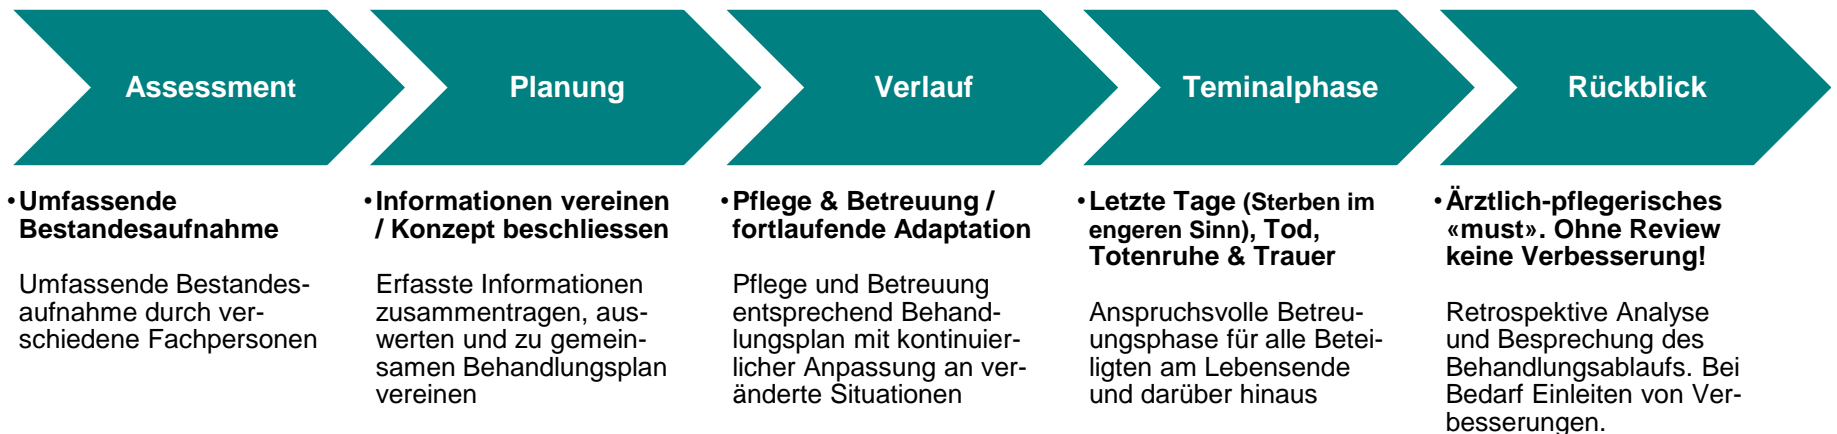 Assessment
Planung
Verlauf
Teminalphase
Rückblick
•Umfassende
Bestandesaufnahme
Umfassende Bestandes-
aufnahme durch ver-
schiedene Fachpersonen
•Informationen vereinen
/ Konzept beschliessen
Erfasste Informationen
zusammentragen, aus-
werten und zu gemein-
samen Behandlungsplan
vereinen
•Pflege & Betreuung /
fortlaufende Adaptation
Pflege und Betreuung
entsprechend Behand-
lungsplan mit kontinuier-
licher Anpassung an ver-
änderte Situationen
•Letzte Tage (Sterben im
engeren Sinn), Tod,
Totenruhe & Trauer
Anspruchsvolle Betreu-
ungsphase für alle Betei-
ligten am Lebensende
und darüber hinaus
•Ärztlich-pflegerisches
«must». Ohne Review
keine Verbesserung!
Retrospektive Analyse
und Besprechung des
Behandlungsablaufs. Bei
Bedarf Einleiten von Ver-
besserungen.